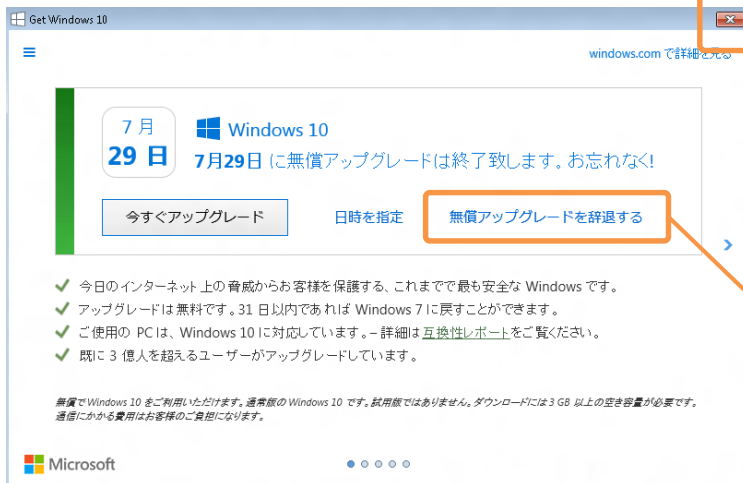 Get Windows 10
windows.com で詳細を見る
7 月
29 日
Windows 10
7月29日 に無償アップグレードは終了致します。お忘れなく!
今すぐアップグレード
日時を指定
無償アップグレードを辞退する
今日のインターネット上の脅威からお客様を保護する、これまでで最も安全な Windows です。
アップグレードは無料です。31 日以内であれば Windows 7 に戻すことができます。
ご使用の PC は、Windows 10 に対応しています。– 詳細は互換性レポートをご覧ください。
既に 3 億人を超えるユーザーがアップグレードしています。
無償で Windows 10 をご利用いただけます。通常版の Windows 10 です。試用版ではありません。ダウンロードには 3 GB 以上の空き容量が必要です。
通信にかかる費用はお客様のご負担になります。
Microsoft